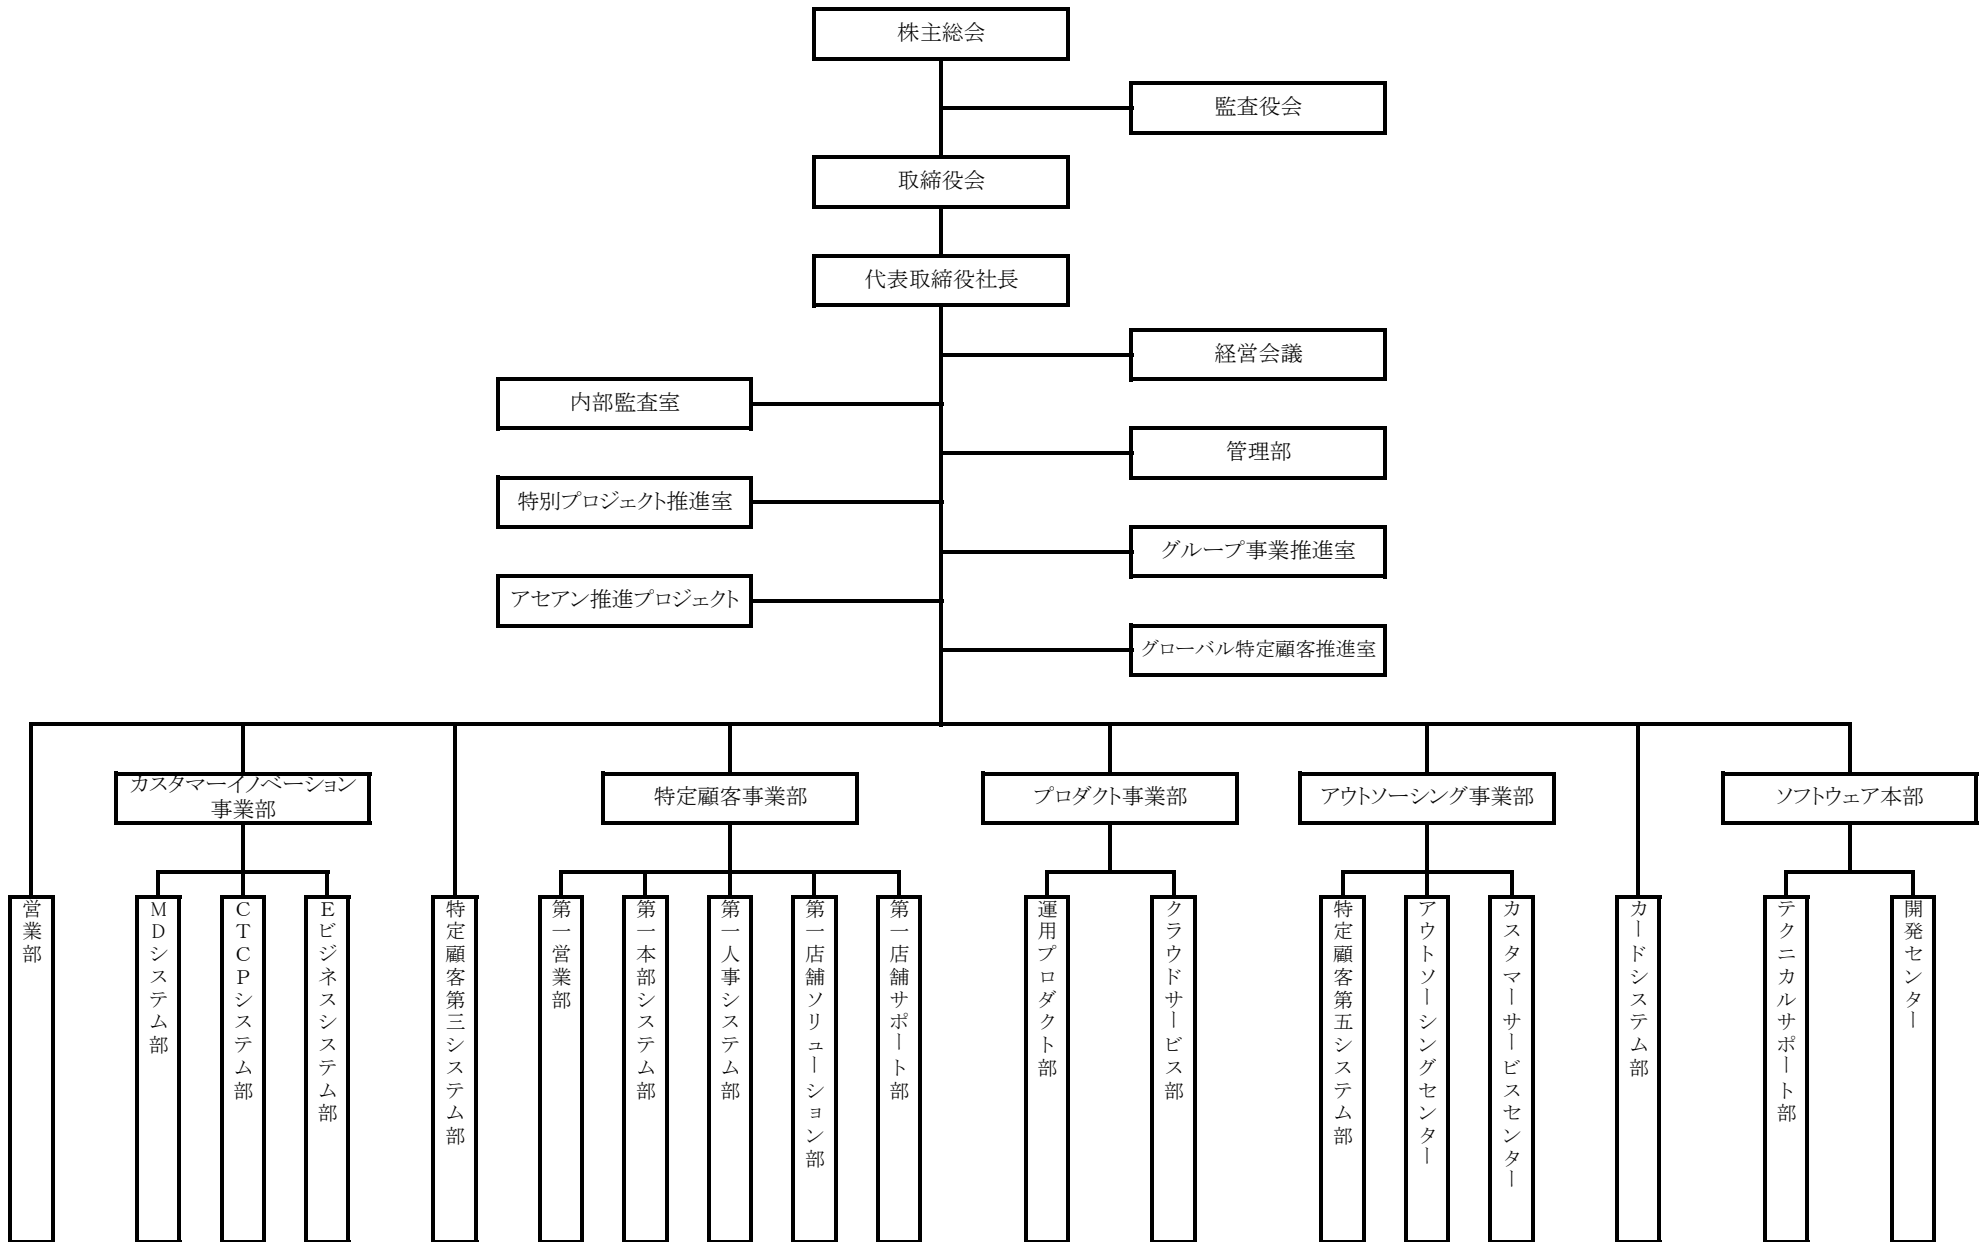 株主総会
監査役会
取締役会
代表取締役社長
経営会議
内部監査室
管理部
特別プロジェクト推進室
グループ事業推進室
アセアン推進プロジェクト
グローバル特定顧客推進室
カスタマーイノベーション
事業部
特定顧客事業部
プロダクト事業部
アウトソーシング事業部
ソフトウェア本部
営業部
MDシステム部
CTCPシステム部
Eビジネスシステム部
特定顧客第三システム部
第一営業部
第一本部システム部
第一人事システム部
第一店舗ソリューション部
第一店舗サポート部
運用プロダクト部
クラウドサービス部
特定顧客第五システム部
アウトソーシングセンター
カスタマーサービスセンター
カードシステム部
テクニカルサポート部
開発センター